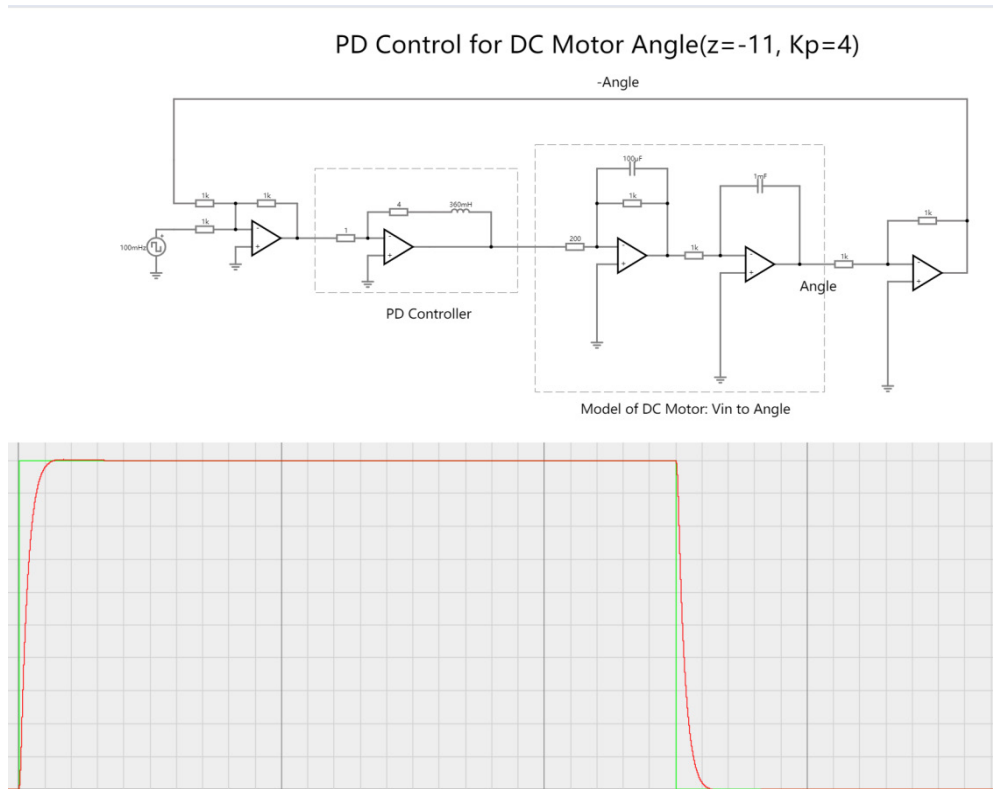 PD Control for DC Motor Angle(z=-11, Kp=4)
-Angle
100μF
1mF
1k
1k
4
360mH
1k
1k
1k
100mHz
1
200
1k
1k
Angle
PD Controller
Model of DC Motor: Vin to Angle